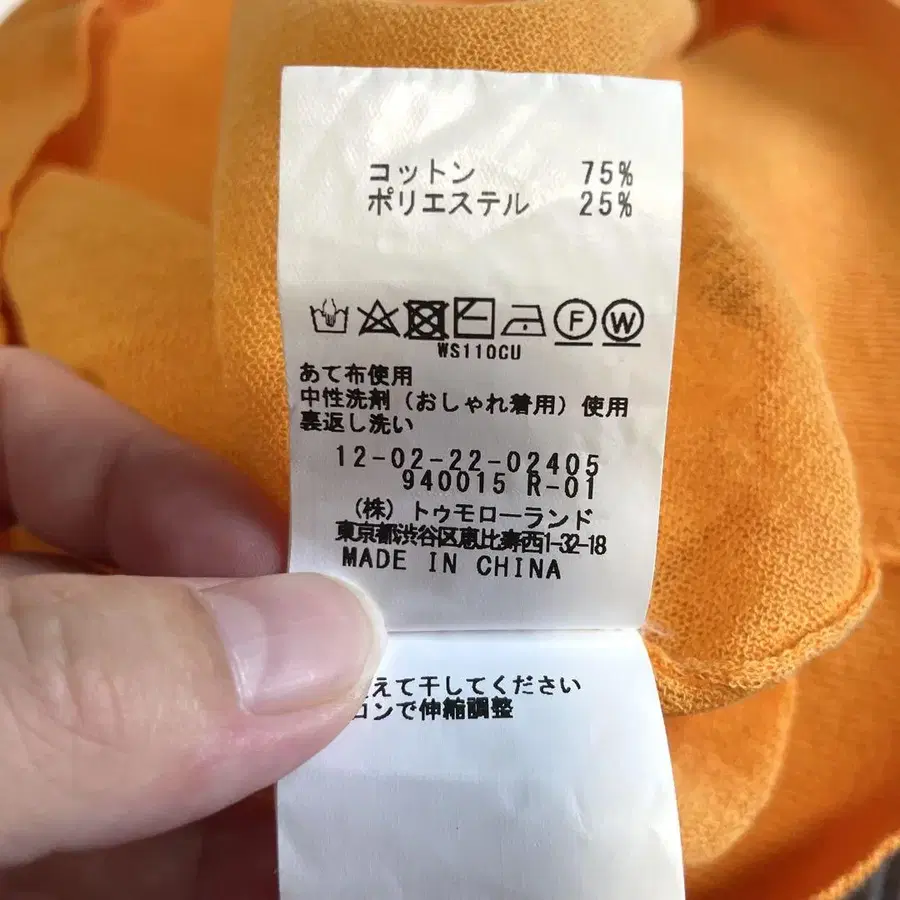 コットン 75%
ポリエステル 25%
F W
WS110CU
あて布使用
中性洗剤（おしゃれ着用）使用
裏返し洗い
12-02-22-02405
940015 R-01
（株）トゥモローランド
東京都渋谷区恵比寿西1-32-18
MADE IN CHINA
えて干してください
ロンで伸縮調整